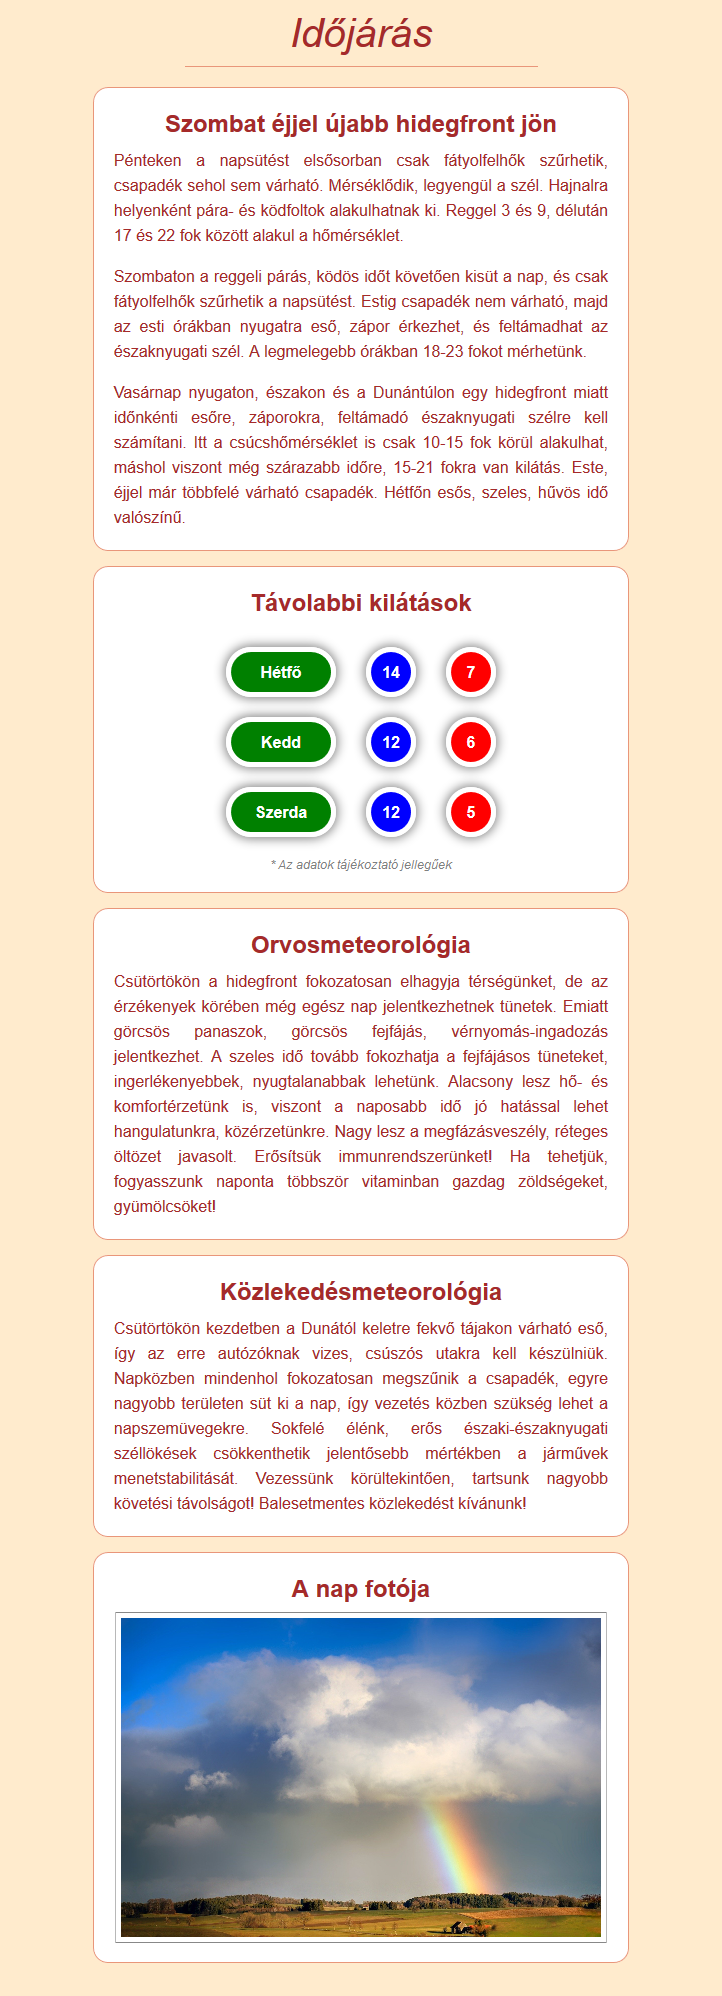 Időjárás
Szombat éjjel újabb hidegfront jön
Pénteken a napsütést elsősorban csak fátyolfelhők szűrhetik,
csapadék sehol sem várható. Mérséklődik, legyengül a szél. Hajnalra
helyenként pára- és ködfoltok alakulhatnak ki. Reggel 3 és 9, délután
17 és 22 fok között alakul a hőmérséklet.
Szombaton a reggeli párás, ködös időt követően kisüt a nap, és csak
fátyolfelhők szűrhetik a napsütést. Estig csapadék nem várható, majd
az esti órákban nyugatra eső, zápor érkezhet, és feltámadhat az
északnyugati szél. A legmelegebb órákban 18-23 fokot mérhetünk.
Vasárnap nyugaton, északon és a Dunántúlon egy hidegfront miatt
időnkénti esőre, záporokra, feltámadó északnyugati szélre kell
számítani. Itt a csúcshőmérséklet is csak 10-15 fok körül alakulhat,
máshol viszont még szárazabb időre, 15-21 fokra van kilátás. Este,
éjjel már többfelé várható csapadék. Hétfőn esős, szeles, hűvös idő
valószínű.
Távolabbi kilátások
Hétfő 14 7
Kedd 12 6
Szerda 12 5
* Az adatok tájékoztató jellegűek
Orvosmeteorológia
Csütörtökön a hidegfront fokozatosan elhagyja térségünket, de az
érzékenyek körében még egész nap jelentkezhetnek tünetek. Emiatt
görcsös panaszok, görcsös fejfájás, vérnyomás-ingadozás
jelentkezhet. A szeles idő tovább fokozhatja a fejfájásos tüneteket,
ingerlékenyebbek, nyugtalanabbak lehetünk. Alacsony lesz hő- és
komfortérzetünk is, viszont a naposabb idő jó hatással lehet
hangulatunkra, közérzetünkre. Nagy lesz a megfázásveszély, réteges
öltözet javasolt. Erősítsük immunrendszerünket! Ha tehetjük,
fogyasszunk naponta többször vitaminban gazdag zöldségeket,
gyümölcsöket!
Közlekedésmeteorológia
Csütörtökön kezdetben a Dunától keletre fekvő tájakon várható eső,
így az erre autózóknak vizes, csúszós utakra kell készülniük.
Napközben mindenhol fokozatosan megszűnik a csapadék, egyre
nagyobb területen süt ki a nap, így vezetés közben szükség lehet a
napszemüvegekre. Sokfelé élénk, erős északi-északnyugati
széllökések csökkenthetik jelentősebb mértékben a járművek
menetstabilitását. Vezessünk körültekintően, tartsunk nagyobb
követési távolságot! Balesetmentes közlekedést kívánunk!
A nap fotója